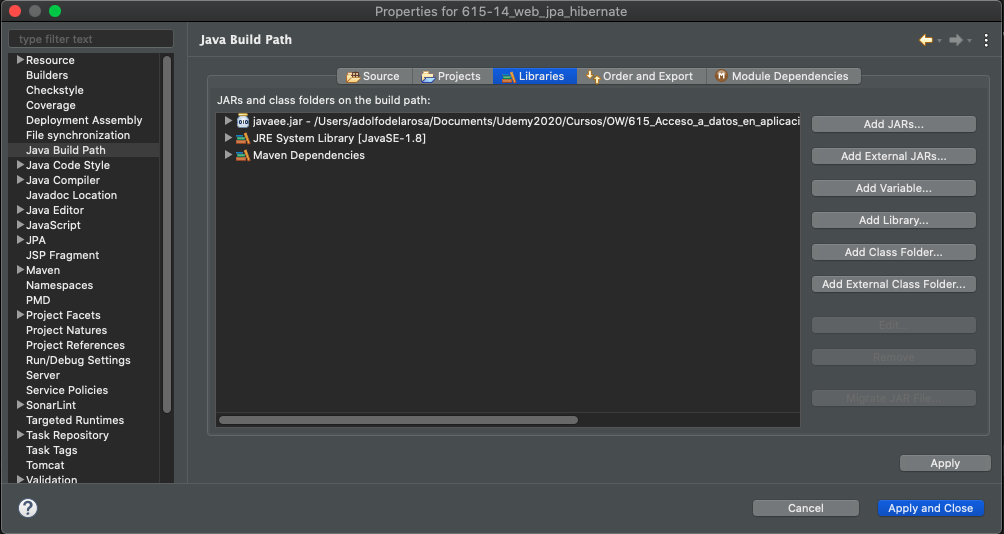 Properties for 615-14_web_jpa_hibernate
type filter text
Resource
Builders
Checkstyle
Coverage
Deployment Assembly
File synchronization
Java Build Path
Java Code Style
Java Compiler
Javadoc Location
Java Editor
JavaScript
JPA
JSP Fragment
Maven
Namespaces
PMD
Project Facets
Project Natures
Project References
Run/Debug Settings
Server
Service Policies
SonarLint
Targeted Runtimes
Task Repository
Task Tags
Tomcat
Validation
Java Build Path
Source
Projects
Libraries
Order and Export
Module Dependencies
JARs and class folders on the build path:
javaee.jar - /Users/adolfodelarosa/Documents/Udemy2020/Cursos/OW/615_Acceso_a_datos_en_aplicaci
JRE System Library [JavaSE-1.8]
Maven Dependencies
Add JARs...
Add External JARs...
Add Variable...
Add Library...
Add Class Folder...
Add External Class Folder...
Edit...
Remove
Migrate JAR File...
Apply
?
Cancel
Apply and Close